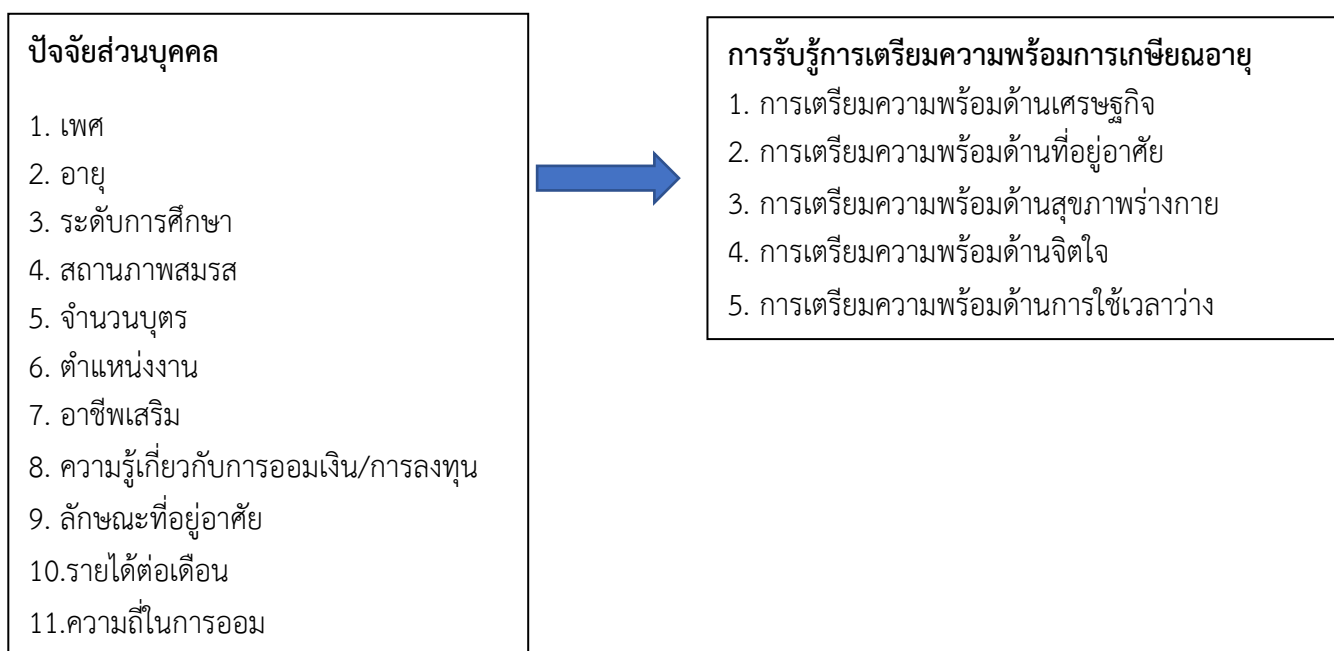 ปัจจัยส่วนบุคคล
1. เพศ
2. อายุ
3. ระดับการศึกษา
4. สถานภาพสมรส
5. จำนวนบุตร
6. ตำแหน่งงาน
7. อาชีพเสริม
8. ความรู้เกี่ยวกับการออมเงิน/การลงทุน
9. ลักษณะที่อยู่อาศัย
10.รายได้ต่อเดือน
11.ความถี่ในการออม
การรับรู้การเตรียมความพร้อมการเกษียณอายุ
1. การเตรียมความพร้อมด้านเศรษฐกิจ
2. การเตรียมความพร้อมด้านที่อยู่อาศัย
3. การเตรียมความพร้อมด้านสุขภาพร่างกาย
4. การเตรียมความพร้อมด้านจิตใจ
5. การเตรียมความพร้อมด้านการใช้เวลาว่าง